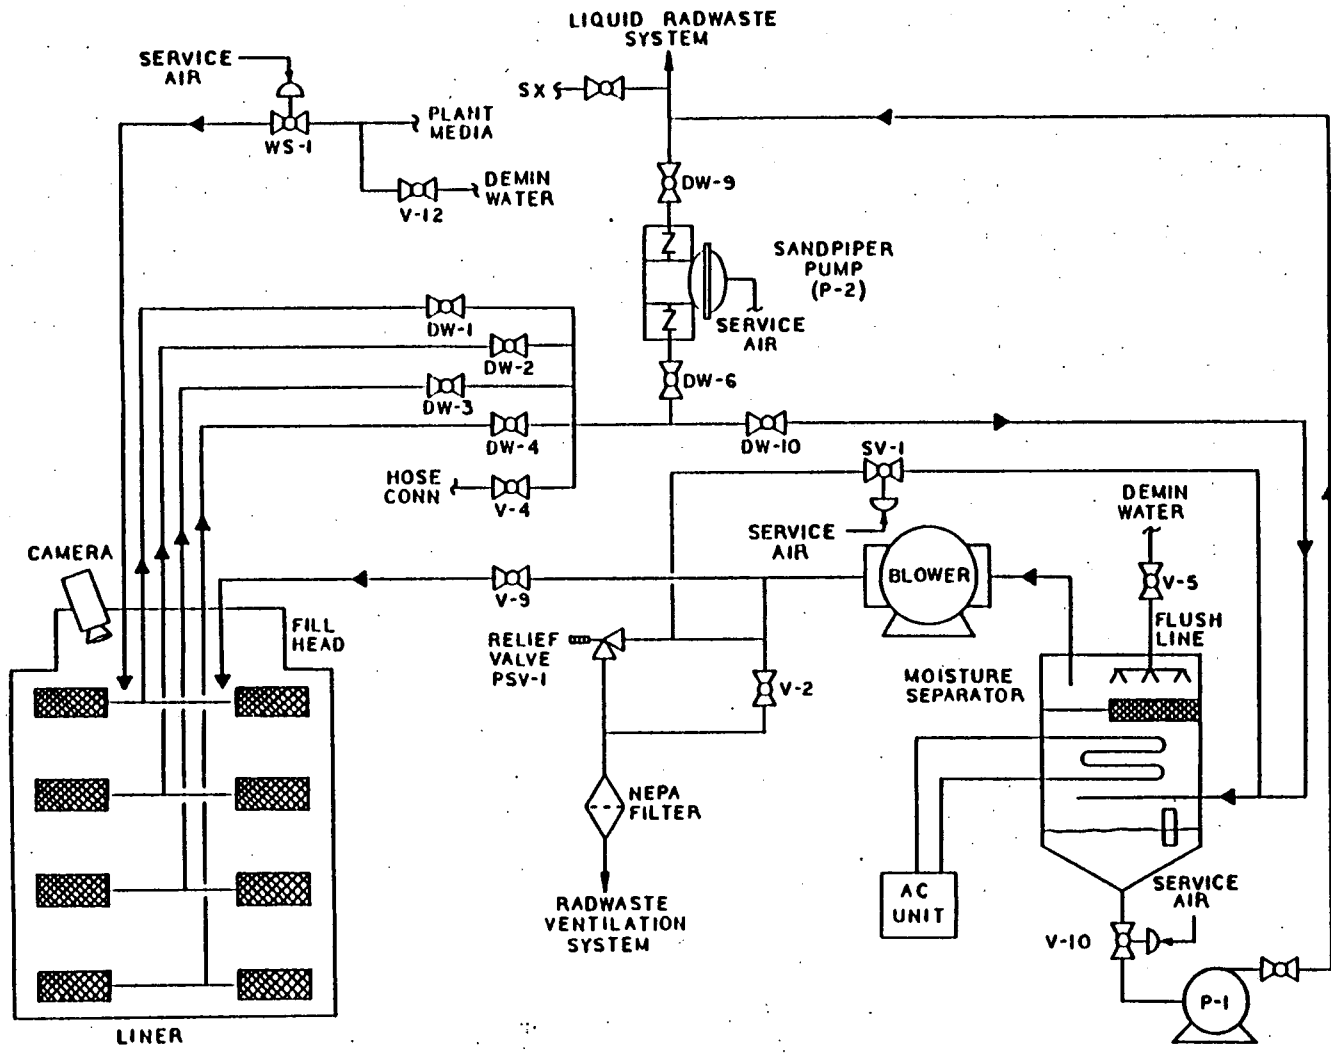 LIQUID RADWASTE
SYSTEM
SERVICE
AIR
SX
PLANT
MEDIA
WS-1
DEMIN
WATER
V-12
DW-9
SANDPIPER
PUMP
(P-2)
SERVICE
AIR
DW-1
DW-2
DW-3
DW-6
DW-4
DW-10
SV-1
HOSE
CONN
V-4
DEMIN
WATER
SERVICE
AIR
CAMERA
BLOWER
V-9
V-5
FLUSH
LINE
FILL
HEAD
RELIEF
VALVE
PSV-1
V-2
MOISTURE
SEPARATOR
NEPA
FILTER
AC
UNIT
SERVICE
AIR
RADWASTE
VENTILATION
SYSTEM
V-10
P-1
LINER